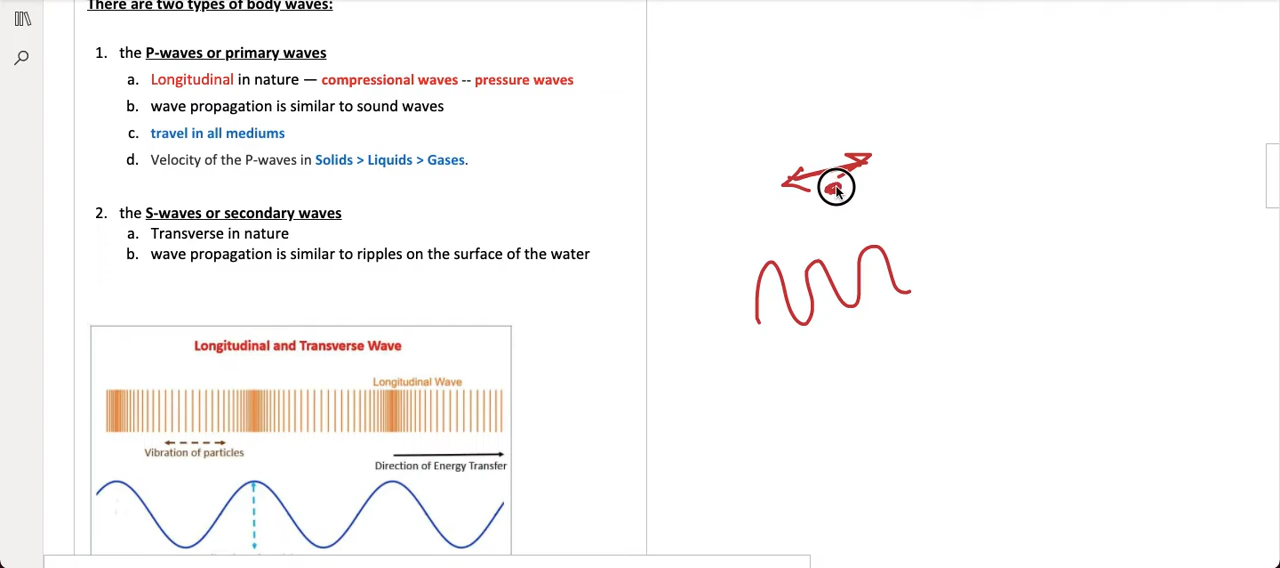 There are two types of body waves:
1. the P-waves or primary waves
a. Longitudinal in nature — compressional waves -- pressure waves
b. wave propagation is similar to sound waves
c. travel in all mediums
d. Velocity of the P-waves in Solids > Liquids > Gases.
2. the S-waves or secondary waves
a. Transverse in nature
b. wave propagation is similar to ripples on the surface of the water
Longitudinal and Transverse Wave
Longitudinal Wave
Vibration of particles
Direction of Energy Transfer